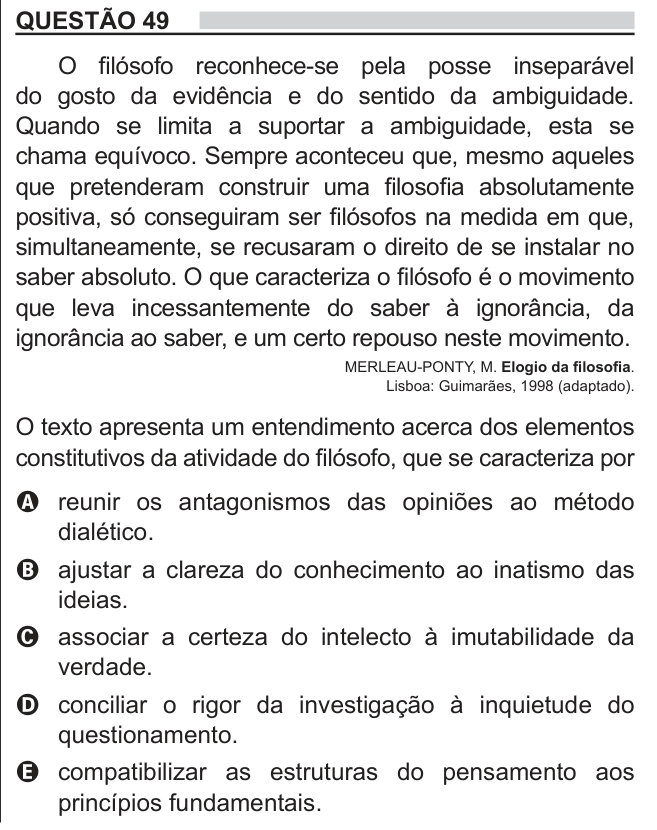 QUESTÃO 49
O filósofo reconhece-se pela posse inseparável
do gosto da evidência e do sentido da ambiguidade.
Quando se limita a suportar a ambiguidade, esta se
chama equívoco. Sempre aconteceu que, mesmo aqueles
que pretenderam construir uma filosofia absolutamente
positiva, só conseguiram ser filósofos na medida em que,
simultaneamente, se recusaram o direito de se instalar no
saber absoluto. O que caracteriza o filósofo é o movimento
que leva incessantemente do saber à ignorância, da
ignorância ao saber, e um certo repouso neste movimento.
MERLEAU-PONTY, M. Elogio da filosofia.
Lisboa: Guimarães, 1998 (adaptado).
O texto apresenta um entendimento acerca dos elementos
constitutivos da atividade do filósofo, que se caracteriza por
A reunir os antagonismos das opiniões ao método
dialético.
B ajustar a clareza do conhecimento ao inatismo das
ideias.
C associar a certeza do intelecto à imutabilidade da
verdade.
D conciliar o rigor da investigação à inquietude do
questionamento.
E compatibilizar as estruturas do pensamento aos
princípios fundamentais.